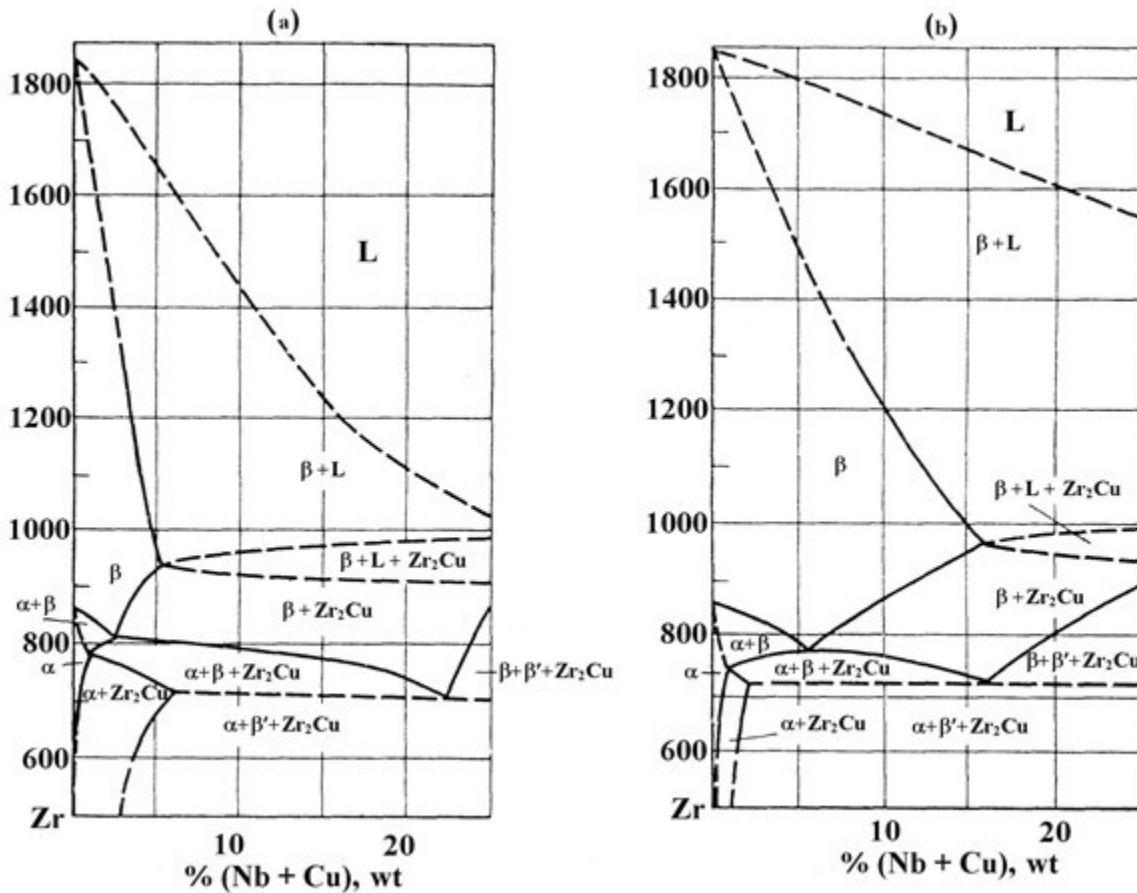 (a)
1800
1600
L
1400
1200
β+L
1000
β+L + Zr₂Cu
β
β + Zr₂Cu
α+β
800
α
α+β + Zr₂Cu
β+β′+Zr₂Cu
α+Zr₂Cu
α+β′+Zr₂Cu
600
Zr
10
20
% (Nb + Cu), wt
(b)
1800
L
1600
β+L
1400
1200
β
β+L + Zr₂Cu
1000
β+Zr₂Cu
800
α+β
α+β+Zr₂Cu
β+β′+Zr₂Cu
α
α+Zr₂Cu
α+β′+Zr₂Cu
600
Zr
10
20
% (Nb + Cu), wt